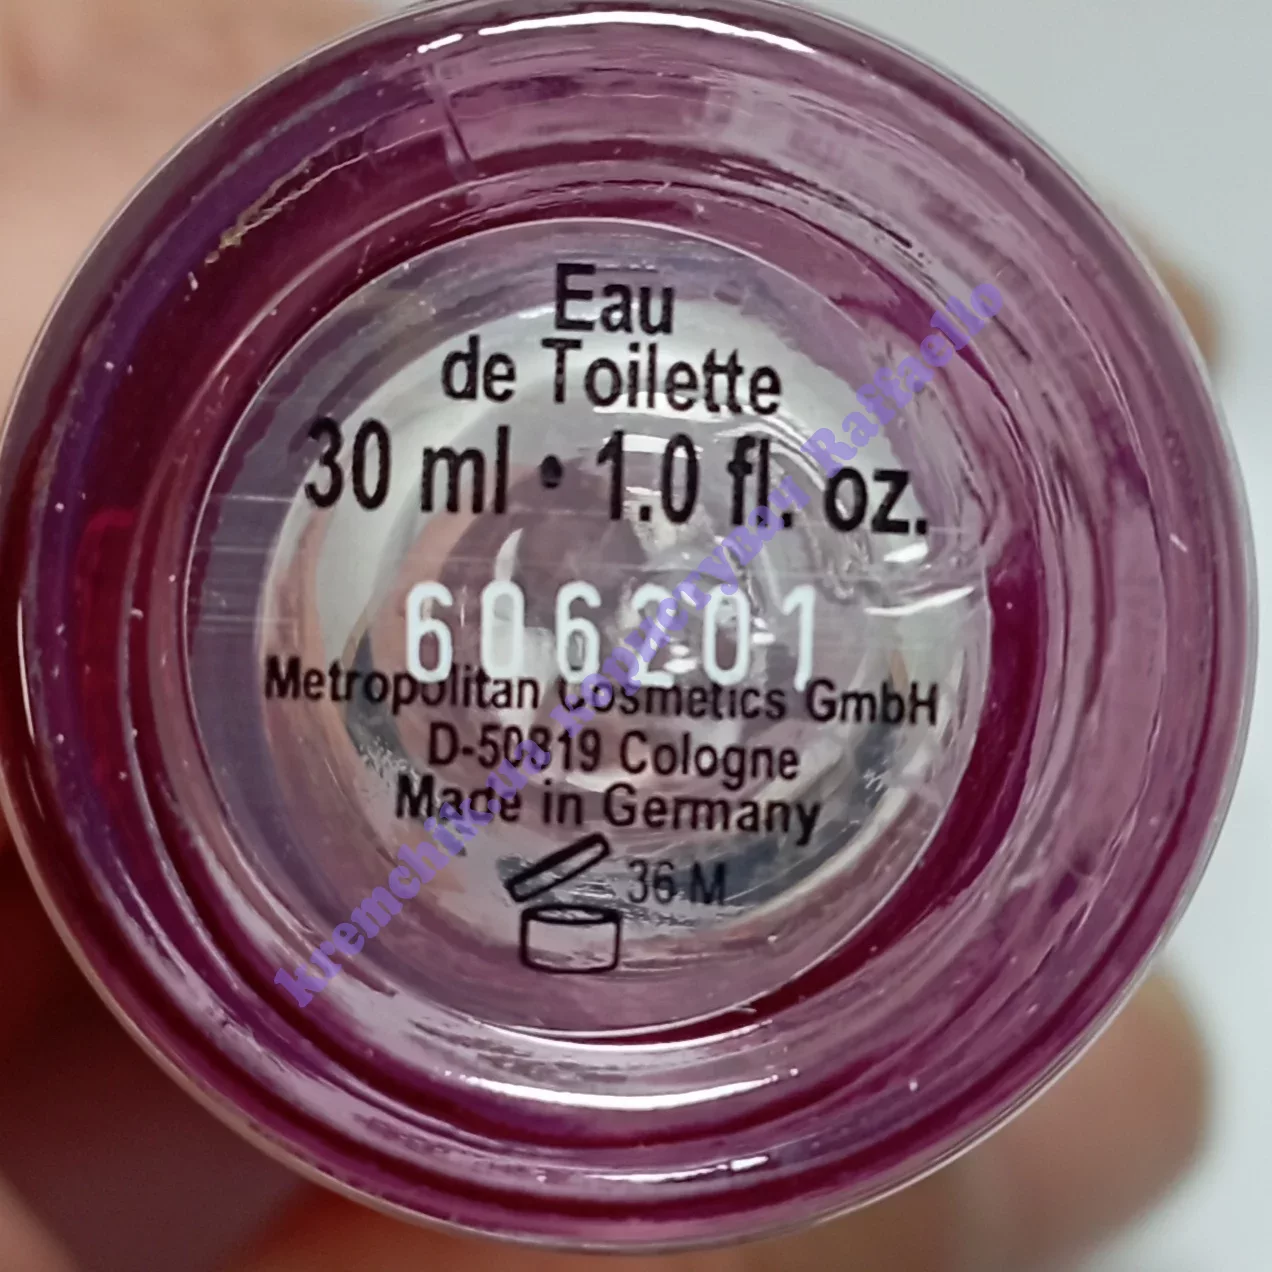 Eau
de Toilette
30 ml • 1.0 fl. oz.
606201
Metropolitan Cosmetics GmbH
D-50819 Cologne
Made in Germany
36 M
Raffaello